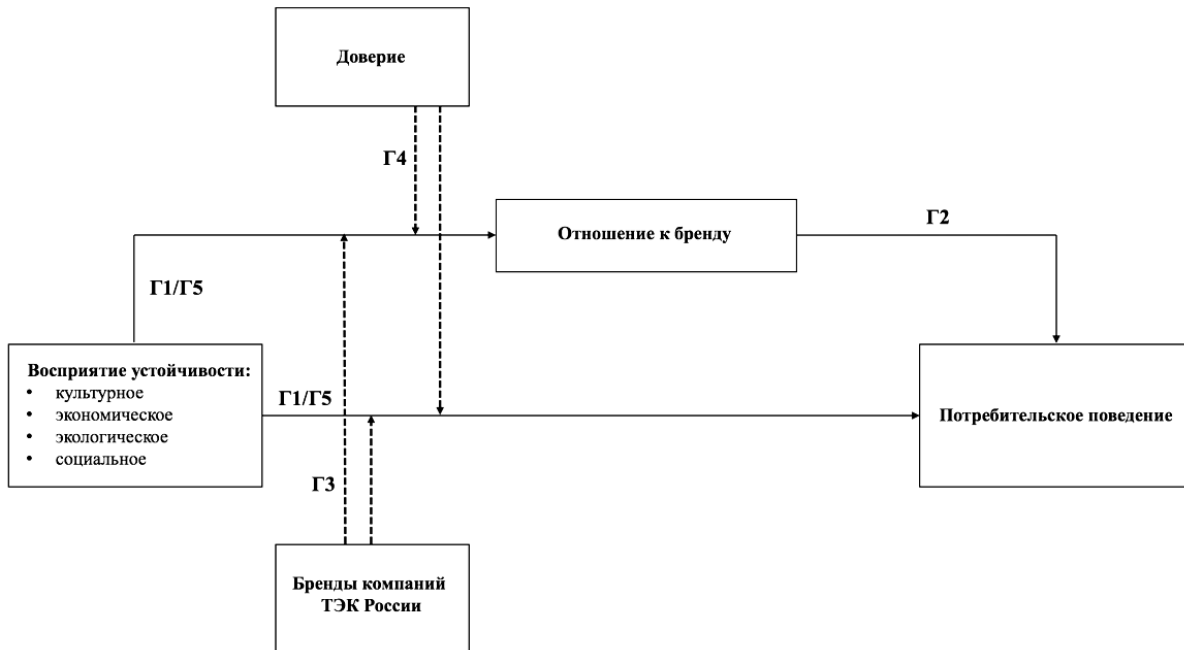 Доверие
Г4
Г2
Отношение к бренду
Г1/Г5
Восприятие устойчивости:
• культурное
• экономическое
• экологическое
• социальное
Г1/Г5
Потребительское поведение
Г3
Бренды компаний
ТЭК России